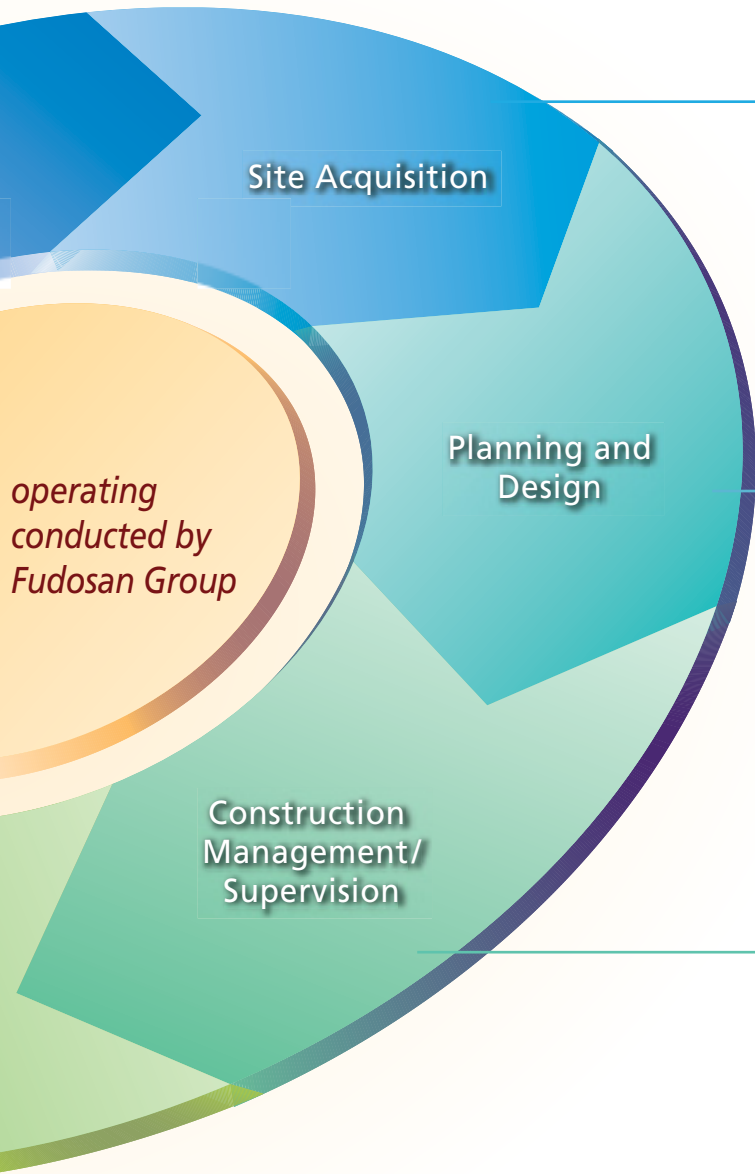 Site Acquisition
Planning and
Design
operating
conducted by
Fudosan Group
Construction
Management/
Supervision